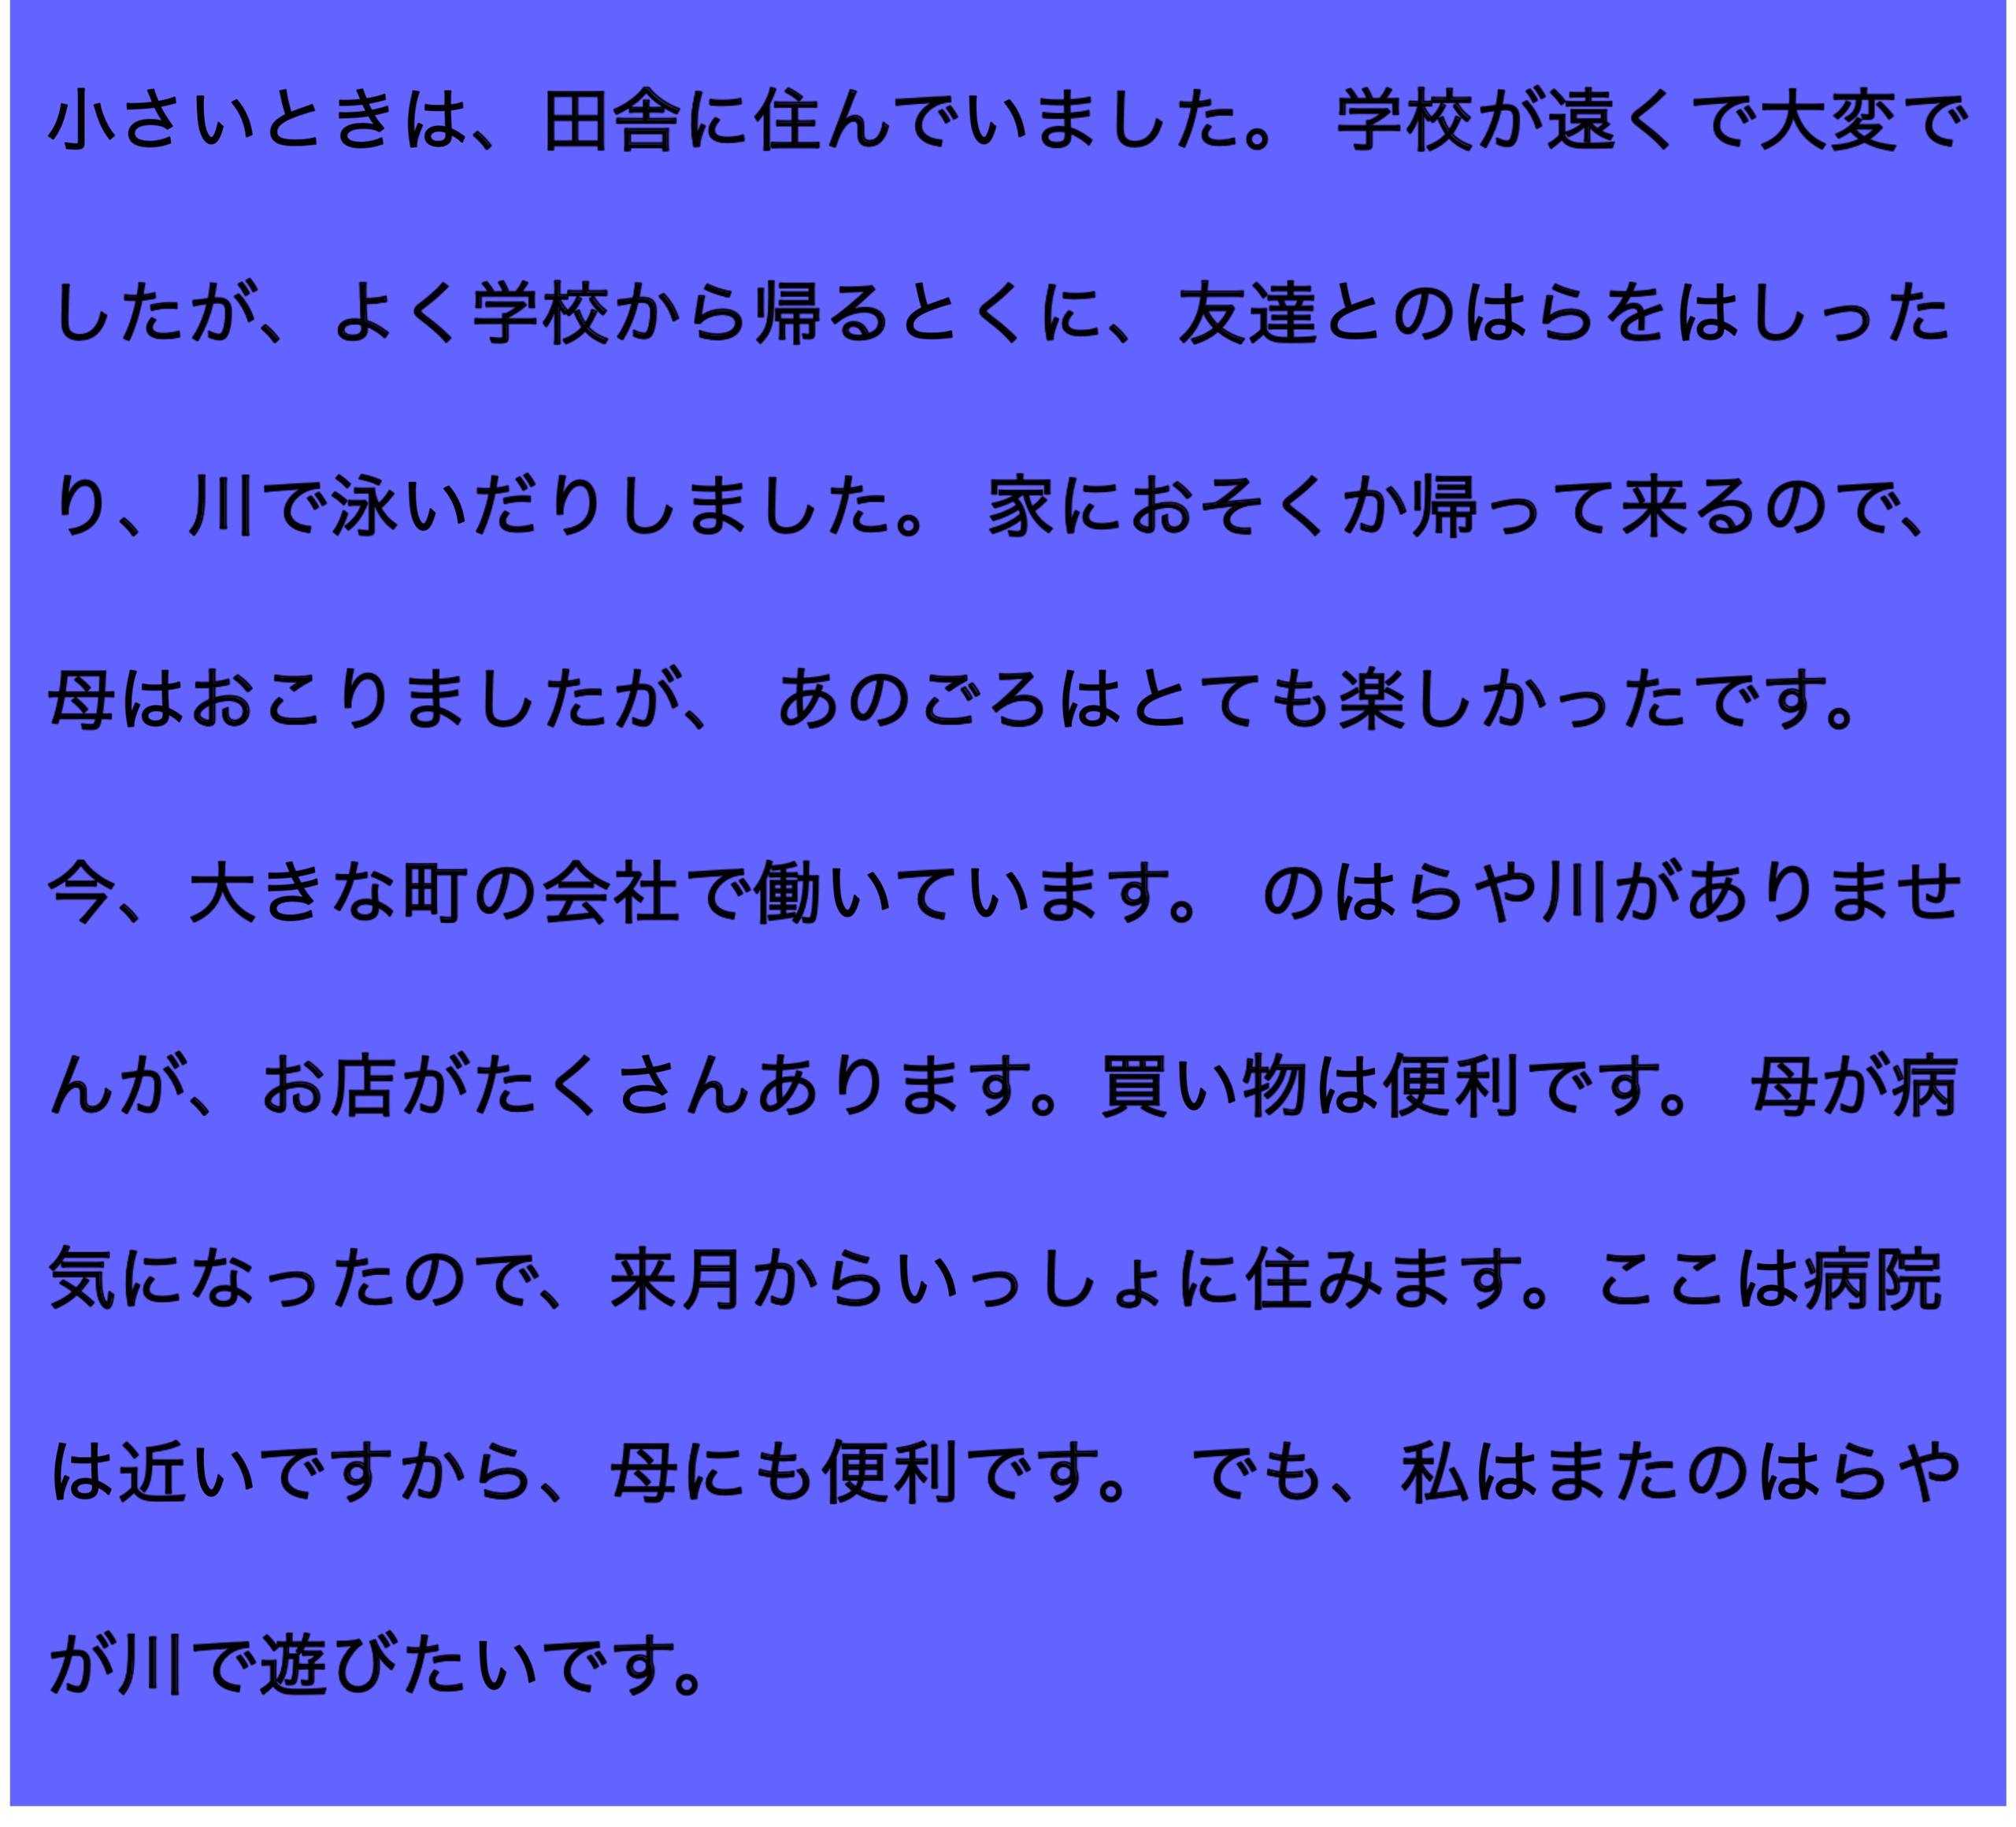 小さいときは、田舎に住んでいました。 学校が遠くで大変で
したが、よく学校から帰るとくに、友達とのはらをはしった
り、川で泳いだりしました。 家におそくか帰って来るので、
母はおこりましたが、 あのごろはとても楽しかったです。
今、大きな町の会社で働いています。 のはらや川がありませ
んが、お店がたくさんあります。買い物は便利です。 母が病
気になったので、来月からいっしょに住みます。 ここは病院
は近いですから、母にも便利です。 でも、私はまたのはらや
が川で遊びたいです。